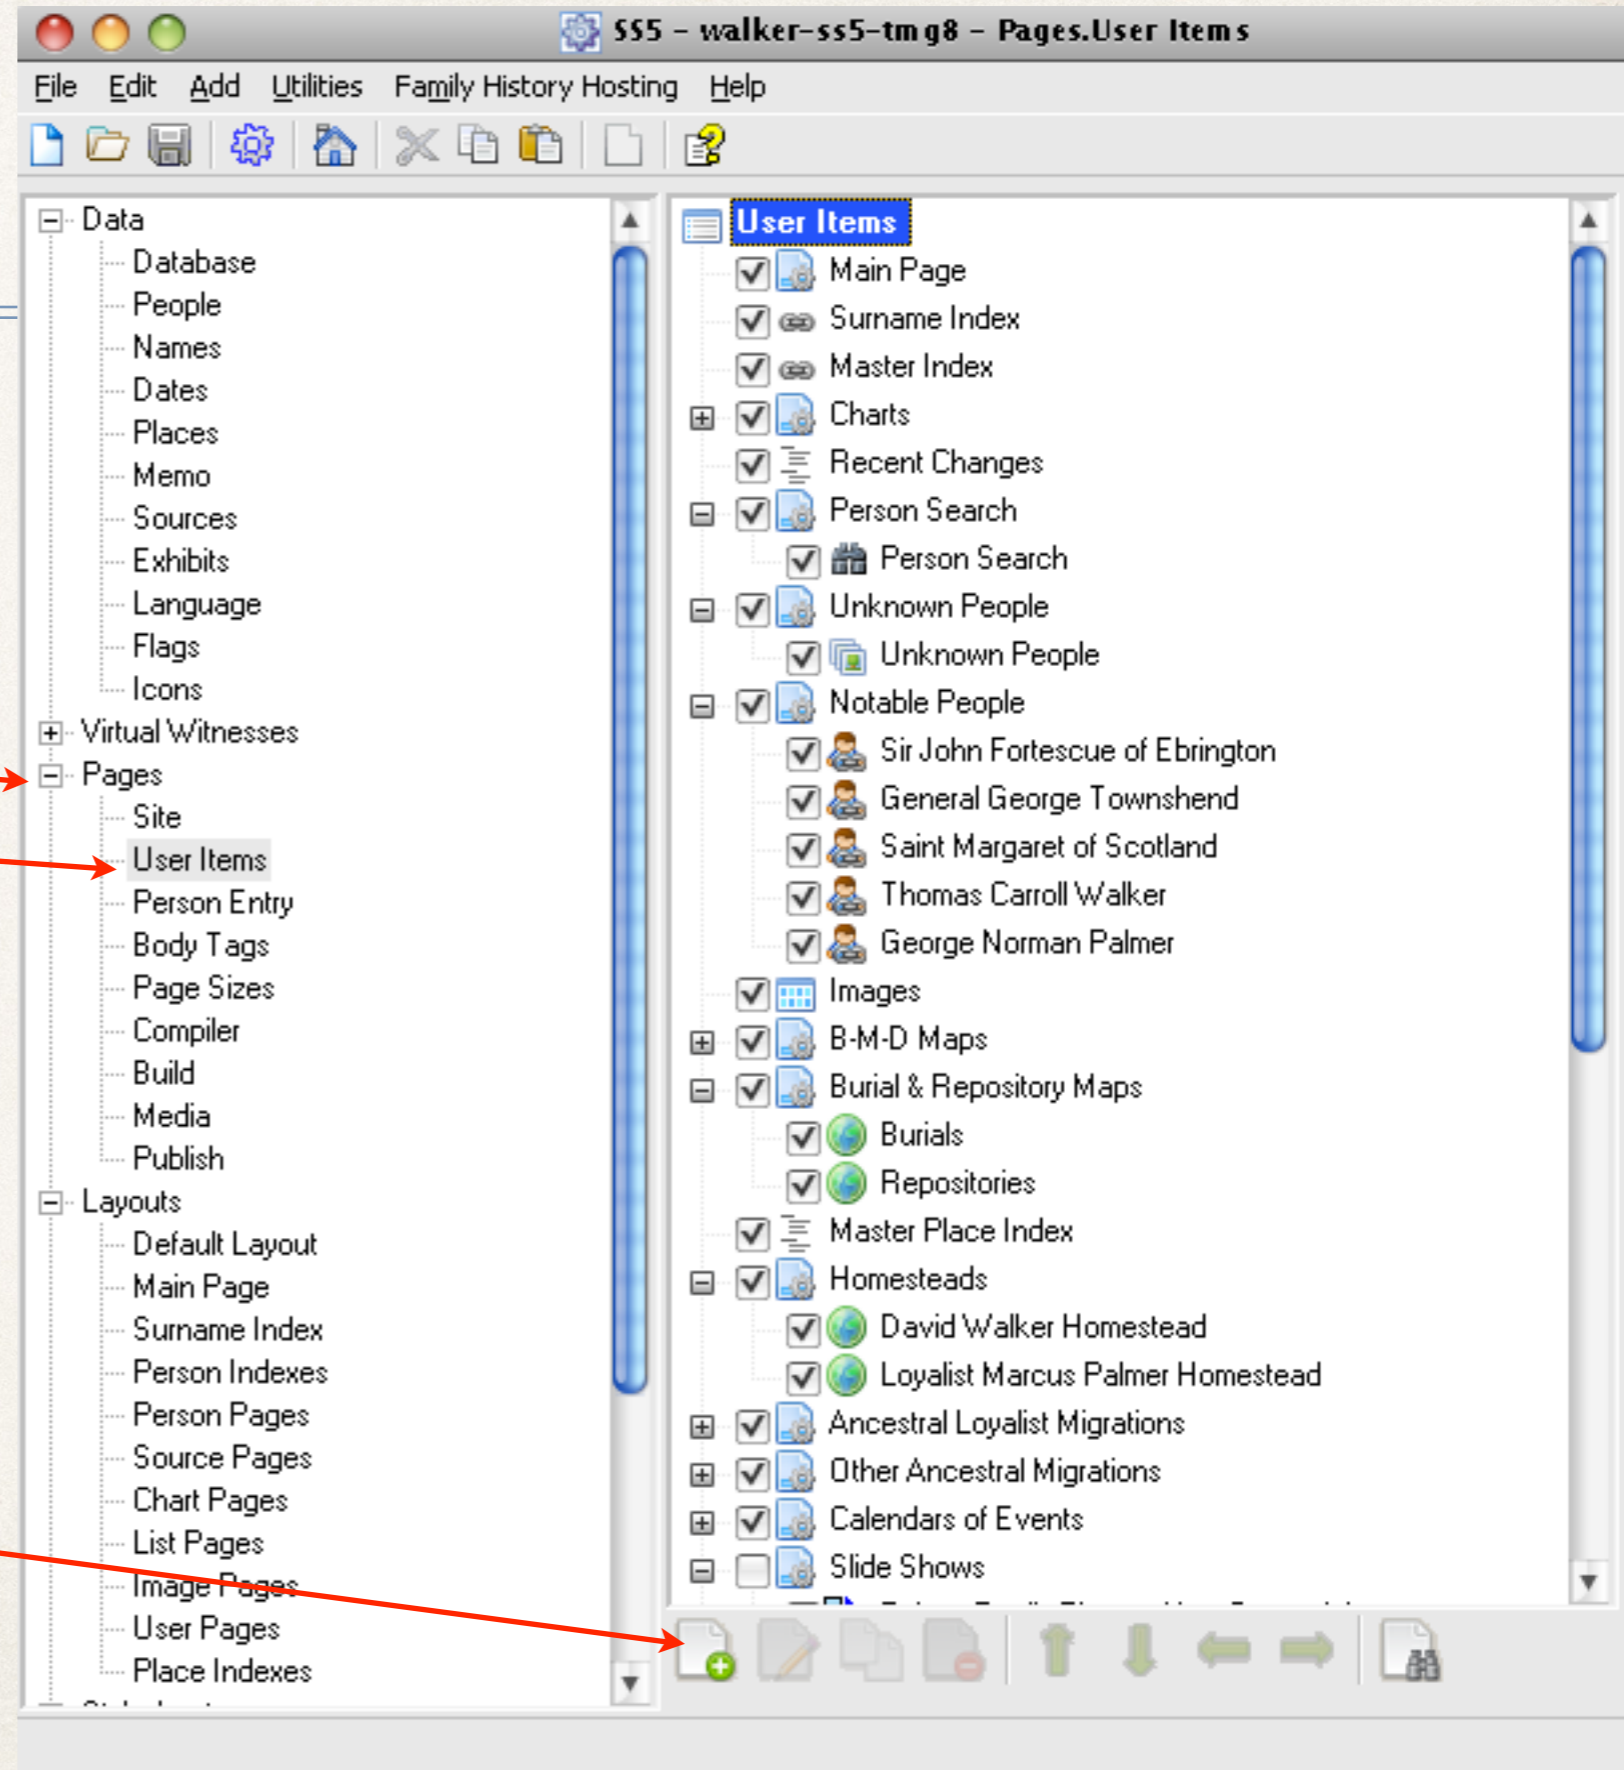 SS5 – walker-ss5-tmg8 – Pages.User Items
File Edit Add Utilities Family History Hosting Help
Data
Database
People
Names
Dates
Places
Memo
Sources
Exhibits
Language
Flags
Icons
Virtual Witnesses
Pages
Site
User Items
Person Entry
Body Tags
Page Sizes
Compiler
Build
Media
Publish
Layouts
Default Layout
Main Page
Surname Index
Person Indexes
Person Pages
Source Pages
Chart Pages
List Pages
Image Pages
User Pages
Place Indexes
User Items
Main Page
Surname Index
Master Index
Charts
Recent Changes
Person Search
Person Search
Unknown People
Unknown People
Notable People
Sir John Fortescue of Ebrington
General George Townshend
Saint Margaret of Scotland
Thomas Carroll Walker
George Norman Palmer
Images
B-M-D Maps
Burial & Repository Maps
Burials
Repositories
Master Place Index
Homesteads
David Walker Homestead
Loyalist Marcus Palmer Homestead
Ancestral Loyalist Migrations
Other Ancestral Migrations
Calendars of Events
Slide Shows